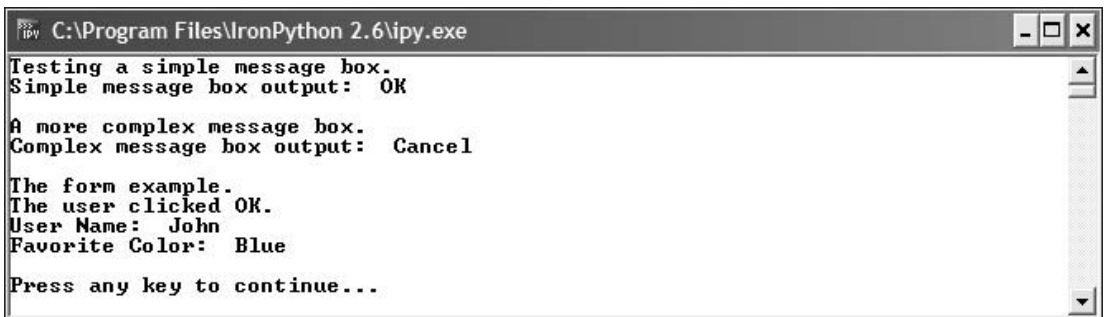 C:\Program Files\IronPython 2.6\ipy.exe
Testing a simple message box.
Simple message box output:  OK
A more complex message box.
Complex message box output:  Cancel
The form example.
The user clicked OK.
User Name:  John
Favorite Color:  Blue
Press any key to continue...